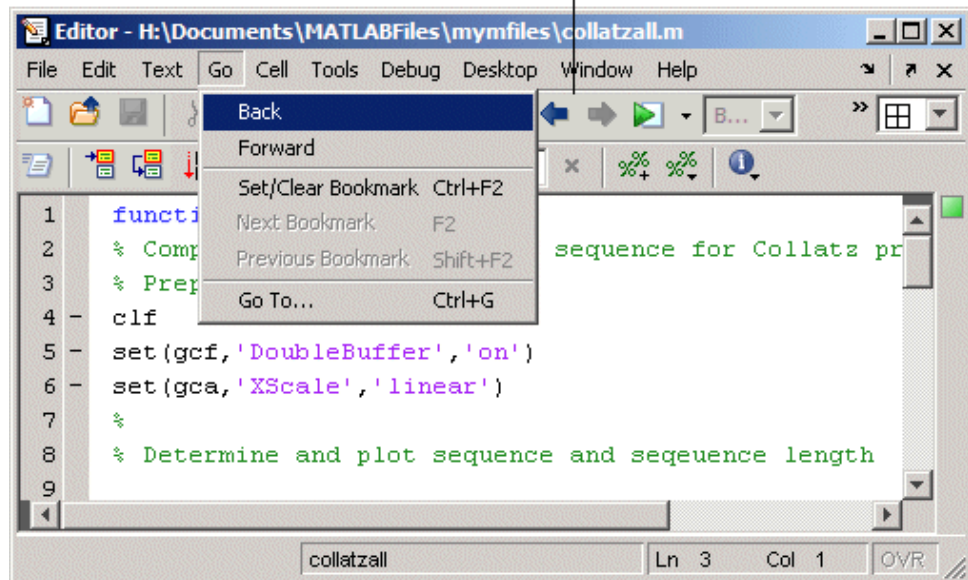 Editor - H:\Documents\MATLABFiles\mymfiles\collatzall.m
File Edit Text Go Cell Tools Debug Desktop Window Help
B...
Back
Forward
Set/Clear Bookmark Ctrl+F2
Next Bookmark F2
Previous Bookmark Shift+F2
Go To... Ctrl+G
1 functi
2 % Comp sequence for Collatz pr
3 % Prep
4 - clf
5 - set(gcf,'DoubleBuffer','on')
6 - set(gca,'XScale','linear')
7 %
8 % Determine and plot sequence and seqeuence length
9
collatzall Ln 3 Col 1 OVR